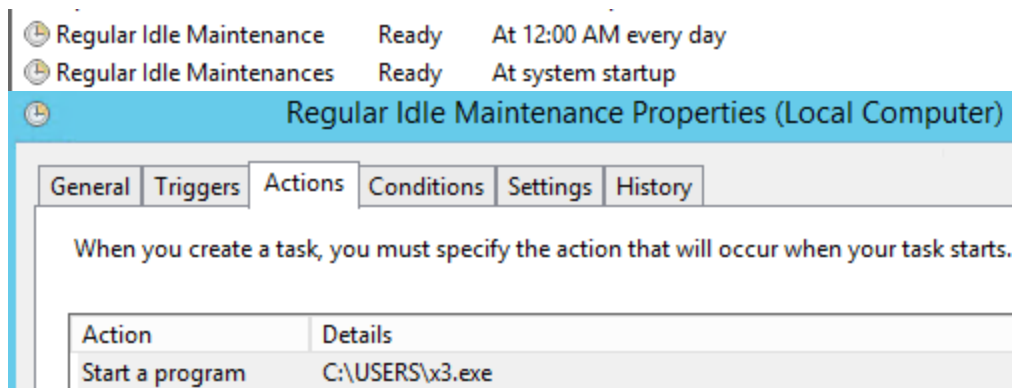 Regular Idle Maintenance Ready At 12:00 AM every day
Regular Idle Maintenances Ready At system startup
Regular Idle Maintenance Properties (Local Computer)
General Triggers Actions Conditions Settings History
When you create a task, you must specify the action that will occur when your task starts.
Action Details
Start a program C:\USERS\x3.exe